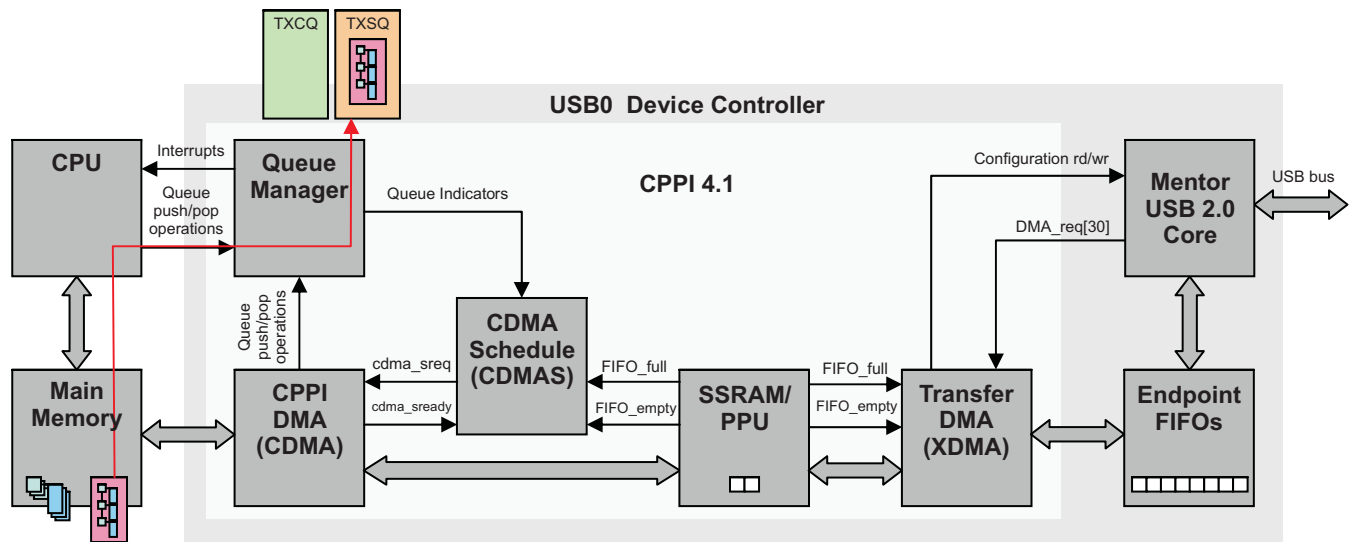 TXCQ
TXSQ
USB0 Device Controller
CPU
Interrupts
Queue
push/pop
operations
Queue
Manager
Queue Indicators
CPPI 4.1
Configuration rd/wr
DMA_req[30]
Mentor
USB 2.0
Core
USB bus
Queue
push/pop
operations
CDMA
Schedule
(CDMAS)
cdma_sreq
cdma_sready
FIFO_full
FIFO_empty
FIFO_full
FIFO_empty
Main
Memory
CPPI
DMA
(CDMA)
SSRAM/
PPU
Transfer
DMA
(XDMA)
Endpoint
FIFOs